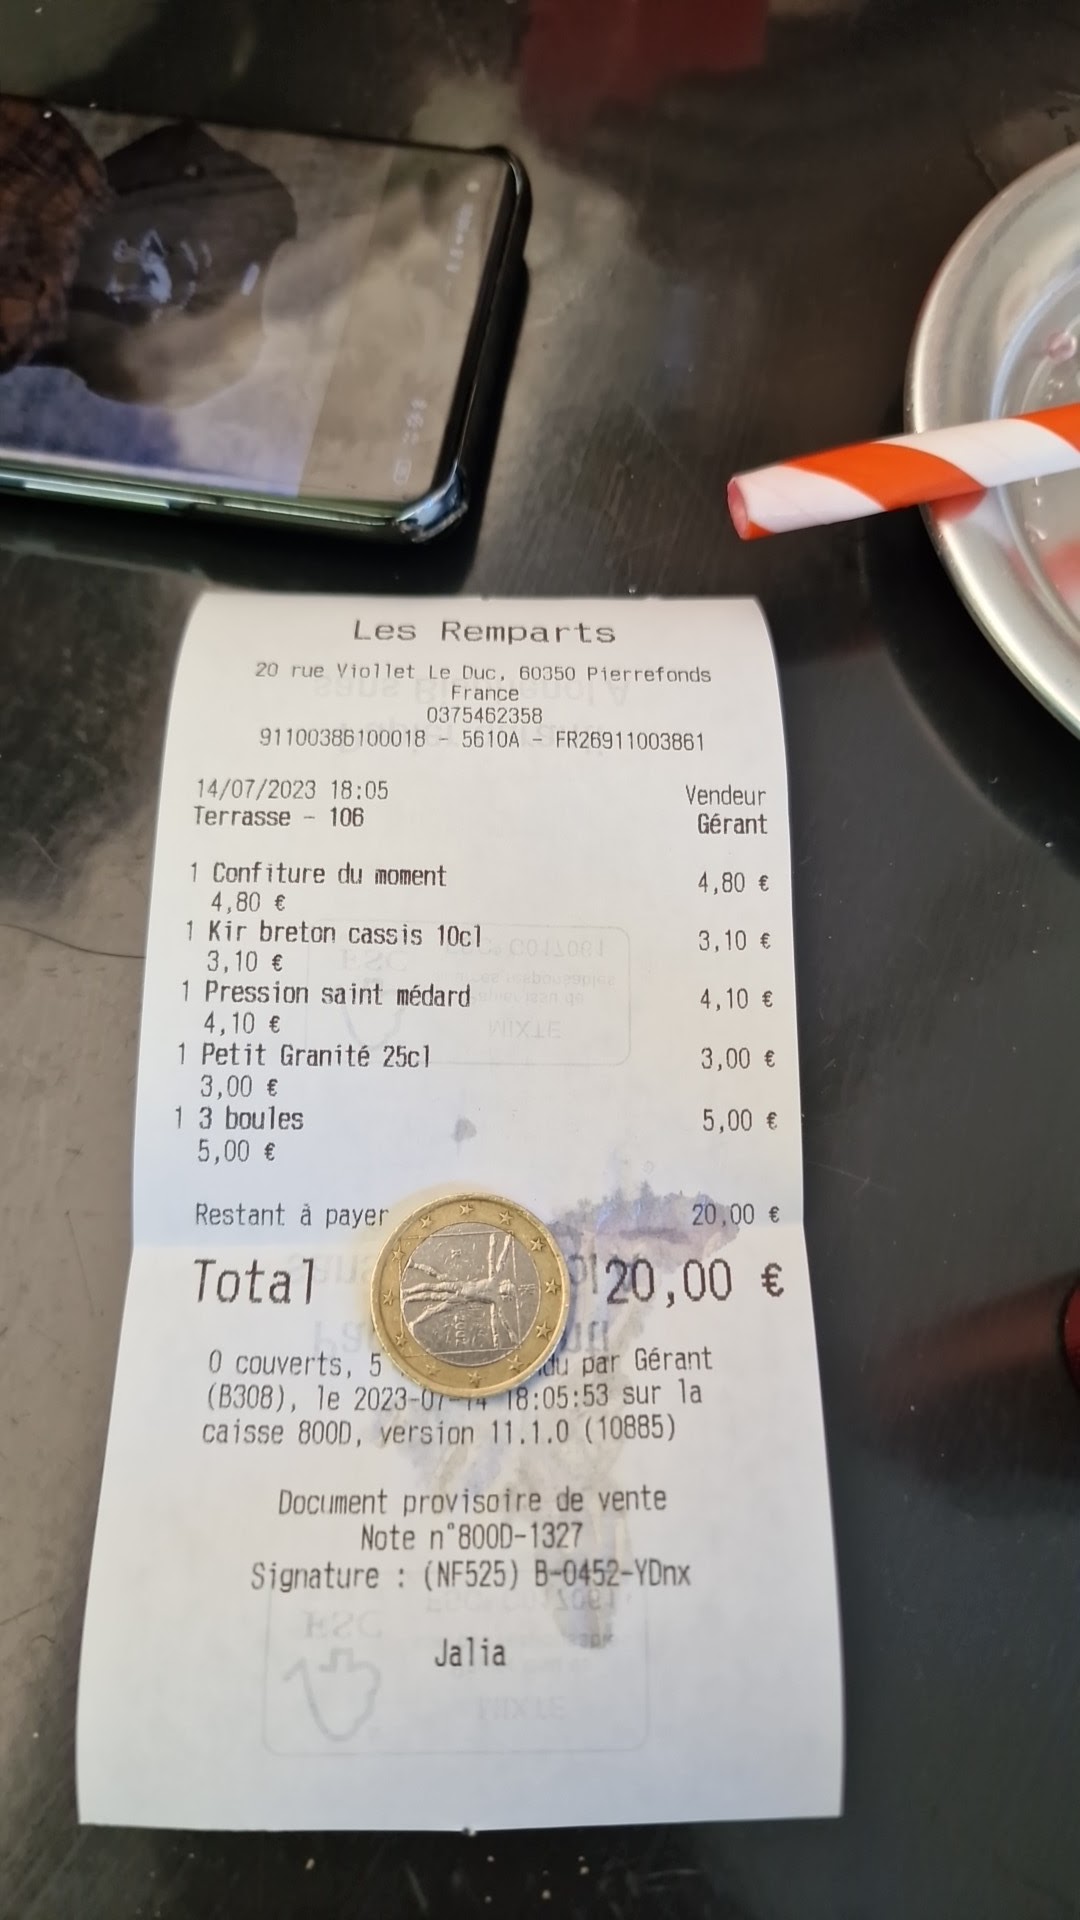 Les Remparts
20 rue Viollet Le Duc, 60350 Pierrefonds
France
0375462358
91100386100018 - 5610A - FR26911003861
14/07/2023 18:05 Vendeur
Terrasse - 106 Gérant
1 Confiture du moment 4,80 €
4,80 €
1 Kir breton cassis 10cl 3,10 €
3,10 €
1 Pression saint médard 4,10 €
4,10 €
1 Petit Granité 25cl 3,00 €
3,00 €
1 3 boules 5,00 €
5,00 €
Restant à payer 20,00 €
Total 20,00 €
0 couverts, 5 du par Gérant
(B308), le 2023-07-14 18:05:53 sur la
caisse 800D, version 11.1.0 (10885)
Document provisoire de vente
Note n°800D-1327
Signature : (NF525) B-0452-YDnx
Jalia